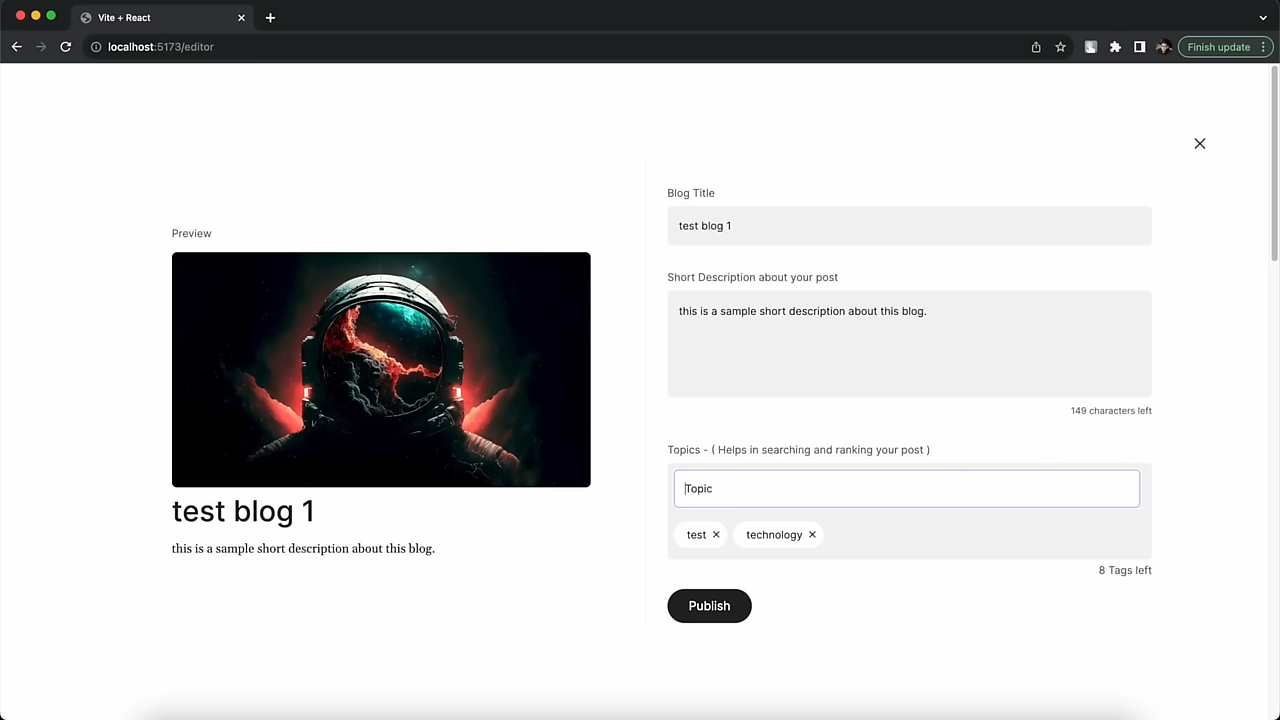 Vite + React
localhost:5173/editor
Finish update
Preview
test blog 1
this is a sample short description about this blog.
Blog Title
test blog 1
Short Description about your post
this is a sample short description about this blog.
149 characters left
Topics - ( Helps in searching and ranking your post )
Topic
test
technology
8 Tags left
Publish